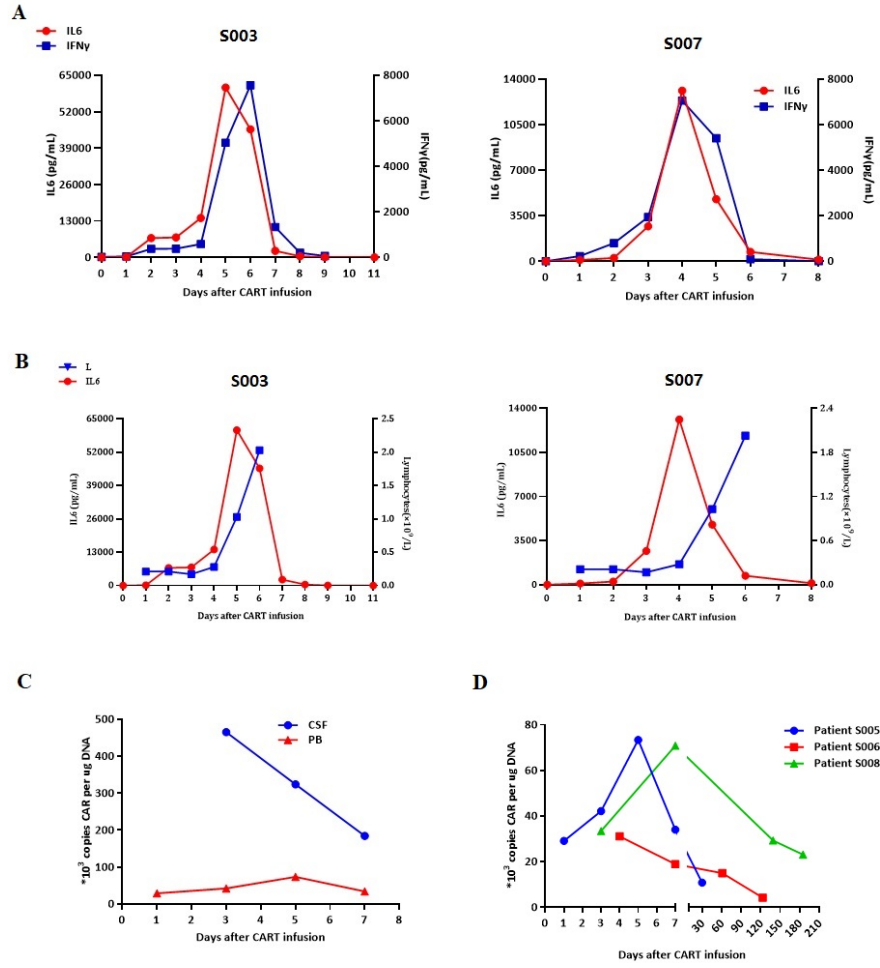 A
IL6
IFNγ
S003
65000
52000
39000
26000
13000
0
IL6 (pg/mL)
8000
6000
4000
2000
0
IFNγ(pg/mL)
0 1 2 3 4 5 6 7 8 9 10 11
Days after CART infusion
S007
IL6
IFNγ
14000
10500
7000
3500
0
IL6 (pg/mL)
8000
6000
4000
2000
0
IFNγ(pg/mL)
0 1 2 3 4 5 6 8
Days after CART infusion
B
L
IL6
S003
65000
52000
39000
26000
13000
0
IL6 (pg/mL)
2.5
2.0
1.5
1.0
0.5
0.0
Lymphocytes(×10⁹/L)
0 1 2 3 4 5 6 7 8 9 10 11
Days after CART infusion
S007
14000
10500
7000
3500
0
IL6 (pg/mL)
2.4
1.8
1.2
0.6
0.0
Lymphocytes(×10⁹/L)
0 1 2 3 4 5 6 8
Days after CART infusion
C
CSF
PB
500
400
300
200
100
0
*10³ copies CAR per ug DNA
0 1 2 3 4 5 6 7 8
Days after CART infusion
D
Patient S005
Patient S006
Patient S008
80
60
40
20
0
*10³ copies CAR per ug DNA
0 1 2 3 4 5 6 7 30 60 90 120 150 180 210
Days after CART infusion